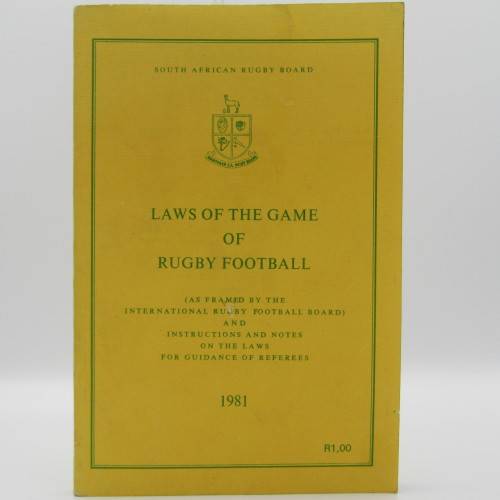 SOUTH AFRICAN RUGBY BOARD
LAWS OF THE GAME
OF
RUGBY FOOTBALL
(AS FRAMED BY THE
INTERNATIONAL RUGBY FOOTBALL BOARD)
AND
INSTRUCTIONS AND NOTES
ON THE LAWS
FOR GUIDANCE OF REFEREES
1981
R1,00